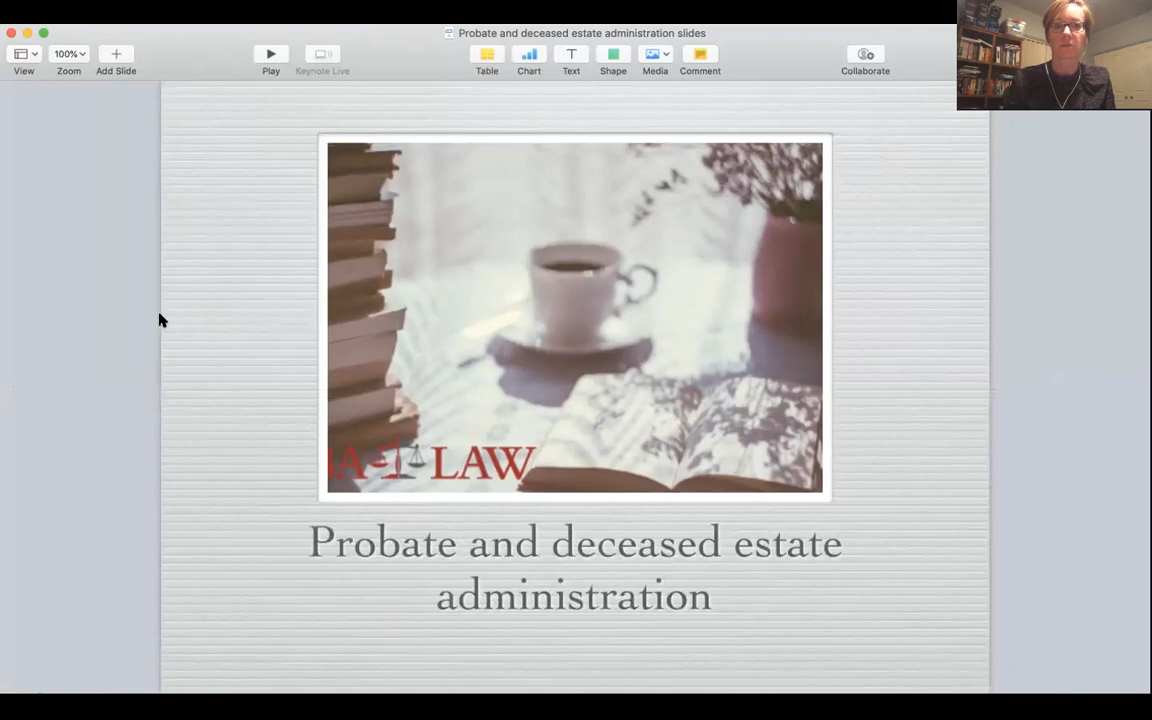 Probate and deceased estate administration slides
100%
View
Zoom
Add Slide
Play
Keynote Live
Table
Chart
Text
Shape
Media
Comment
Collaborate
A LAW
Probate and deceased estate
administration